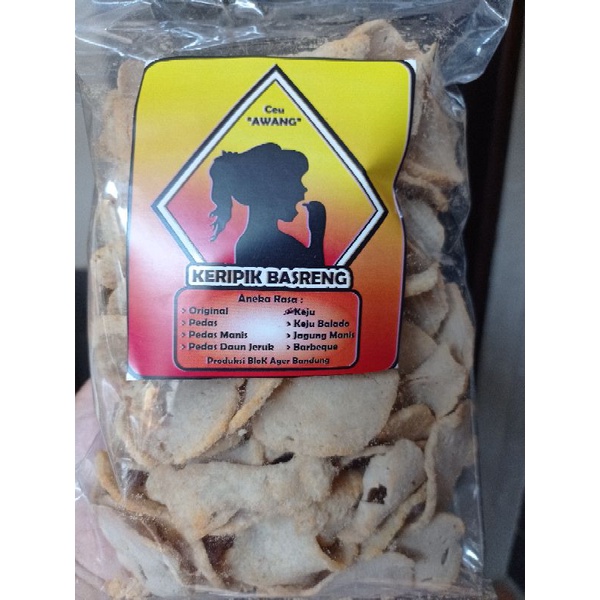 Ceu
"AWANG"
KERIPIK BASRENG
Aneka Rasa :
> Original
> Pedas
> Pedas Manis
> Pedas Daun Jeruk
> Keju
> Keju Balado
> Jagung Manis
> Barbeque
Produksi Blok Ager Bandung